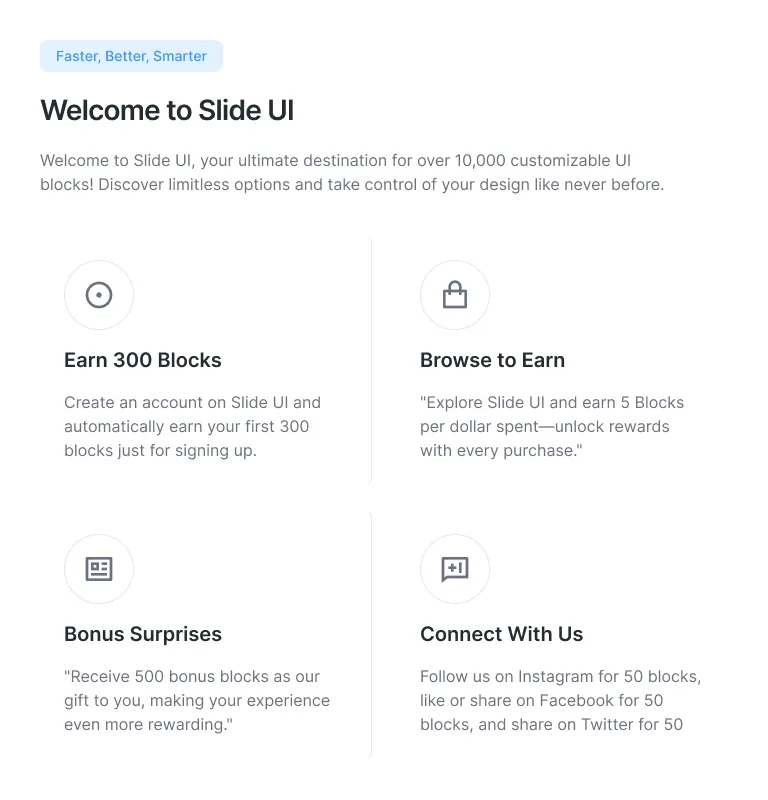 Faster, Better, Smarter
Welcome to Slide UI
Welcome to Slide UI, your ultimate destination for over 10,000 customizable UI
blocks! Discover limitless options and take control of your design like never before.
Earn 300 Blocks
Create an account on Slide UI and
automatically earn your first 300
blocks just for signing up.
Browse to Earn
"Explore Slide UI and earn 5 Blocks
per dollar spent—unlock rewards
with every purchase."
Bonus Surprises
"Receive 500 bonus blocks as our
gift to you, making your experience
even more rewarding."
Connect With Us
Follow us on Instagram for 50 blocks,
like or share on Facebook for 50
blocks, and share on Twitter for 50